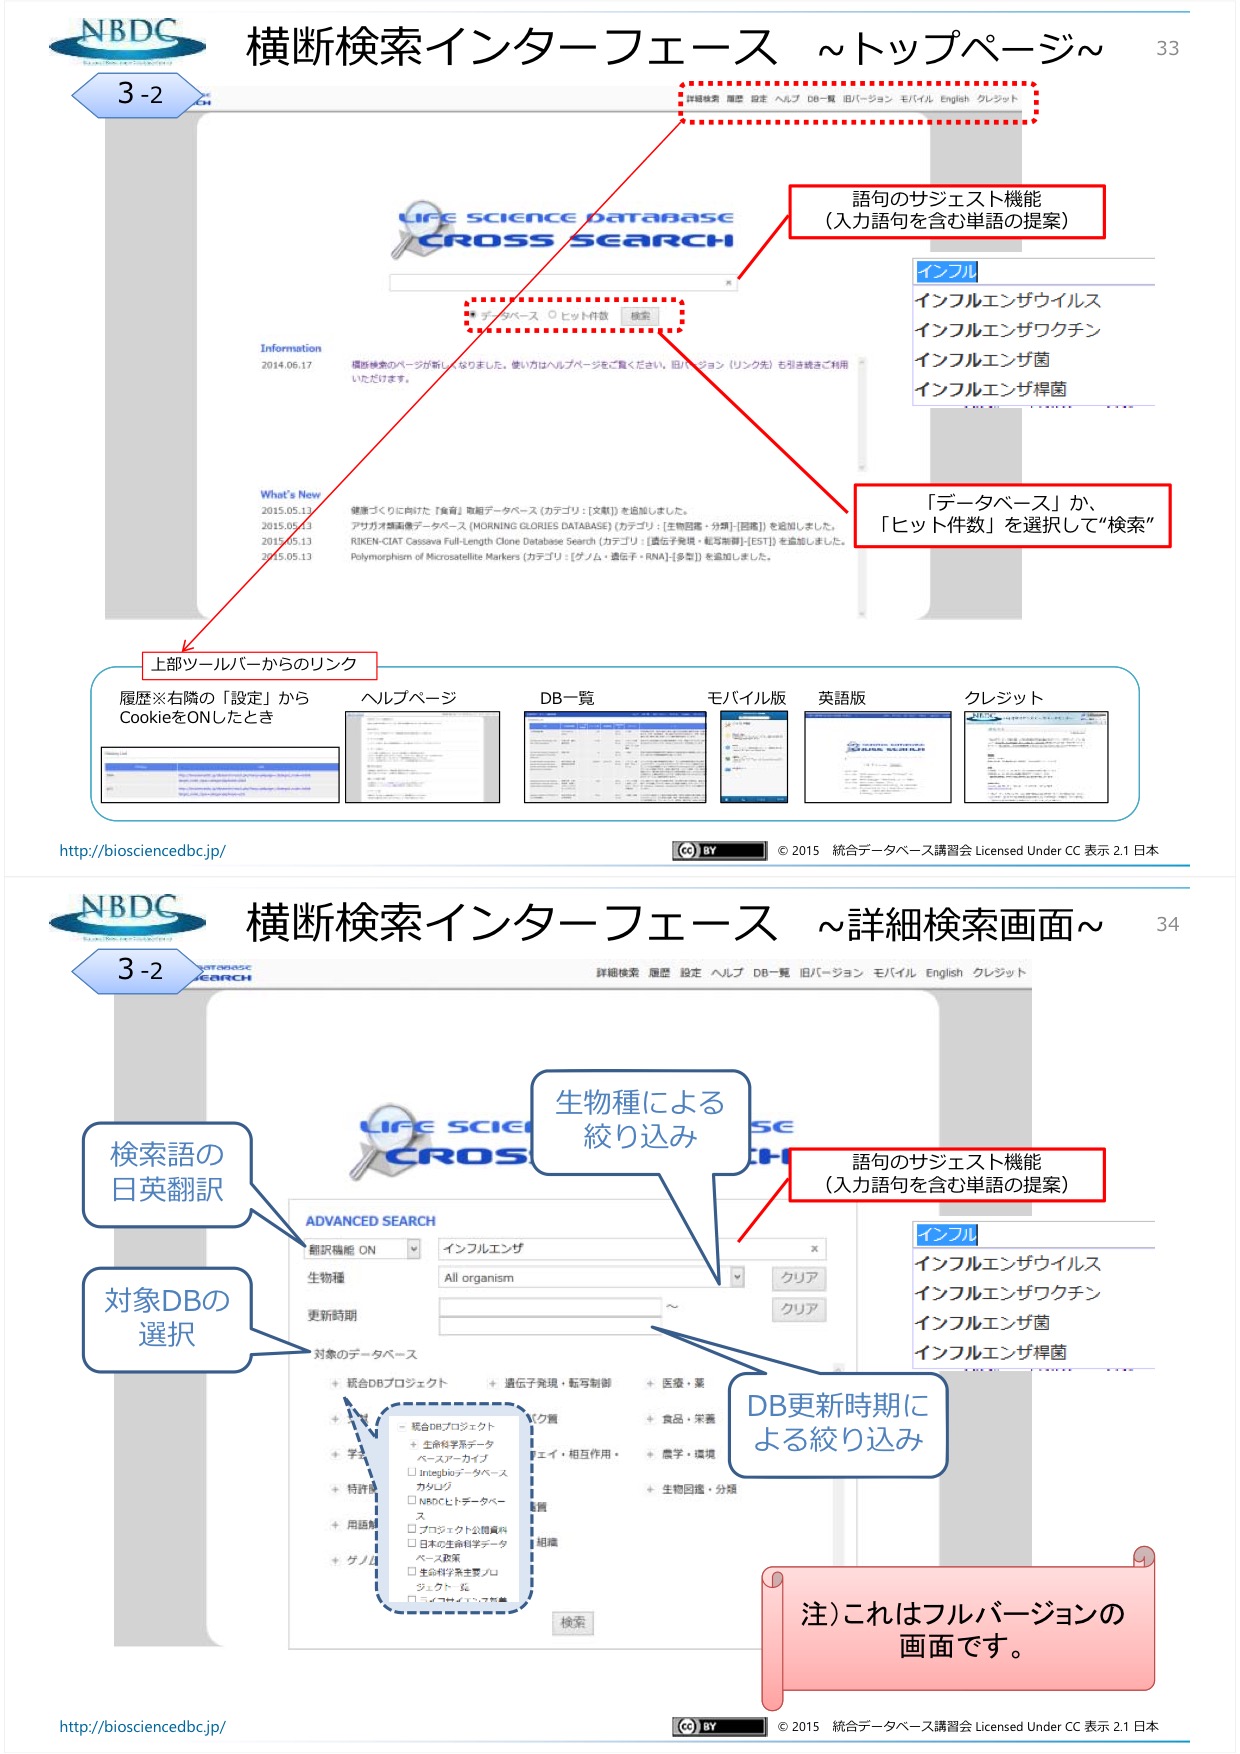 NBDC
横断検索インターフェース ~トップページ~
33
3-2
詳細検索 履歴 設定 ヘルプ DB一覧 旧バージョン モバイル English クレジット
語句のサジェスト機能
（入力語句を含む単語の提案）
LIFE SCIENCE DATABASE
CROSS SEARCH
インフル
インフルエンザウイルス
インフルエンザワクチン
インフルエンザ菌
インフルエンザ桿菌
データベース ヒット件数 検索
Information
2014.06.17 横断検索のページが新しくなりました。使い方はヘルプページをご覧ください。旧バージョン（リンク先）も引き続きご利用
いただけます。
「データベース」か、
「ヒット件数」を選択して“検索”
What's New
2015.05.13 健康づくりに向けた「食育」取組データベース (カテゴリ : [文献]) を追加しました。
2015.05.13 アサガオ類画像データベース (MORNING GLORIES DATABASE) (カテゴリ : [生物図鑑・分類]-[図鑑]) を追加しました。
2015.05.13 RIKEN-CIAT Cassava Full-Length Clone Database Search (カテゴリ : [遺伝子発現・転写制御]-[EST]) を追加しました。
2015.05.13 Polymorphism of Microsatellite Markers (カテゴリ : [ゲノム・遺伝子・RNA]-[多型]) を追加しました。
上部ツールバーからのリンク
履歴※右隣の「設定」から
CookieをONしたとき
ヘルプページ
DB一覧
モバイル版
英語版
クレジット
http://biosciencedbc.jp/
cc BY
© 2015 統合データベース講習会 Licensed Under CC 表示 2.1 日本
NBDC
横断検索インターフェース ~詳細検索画面~
34
3-2
詳細検索 履歴 設定 ヘルプ DB一覧 旧バージョン モバイル English クレジット
生物種による
絞り込み
検索語の
日英翻訳
語句のサジェスト機能
（入力語句を含む単語の提案）
ADVANCED SEARCH
翻訳機能 ON インフルエンザ
生物種 All organism クリア
更新時期 ～ クリア
インフル
インフルエンザウイルス
インフルエンザワクチン
インフルエンザ菌
インフルエンザ桿菌
対象DBの
選択
対象のデータベース
+ 統合DBプロジェクト + 遺伝子発現・転写制御 + 医療・薬
+ 食品・栄養
ェイ・相互作用・ + 農学・環境
+ 生物図鑑・分類
組織
DB更新時期に
よる絞り込み
− 統合DBプロジェクト
+ 生命科学系データ
ベースアーカイブ
Integbioデータベース
カタログ
NBDCヒトデータベー
ス
プロジェクト公開資料
日本の生命科学データ
ベース政策
生命科学系主要プロ
ジェクト一覧
検索
注）これはフルバージョンの
画面です。
http://biosciencedbc.jp/
cc BY
© 2015 統合データベース講習会 Licensed Under CC 表示 2.1 日本